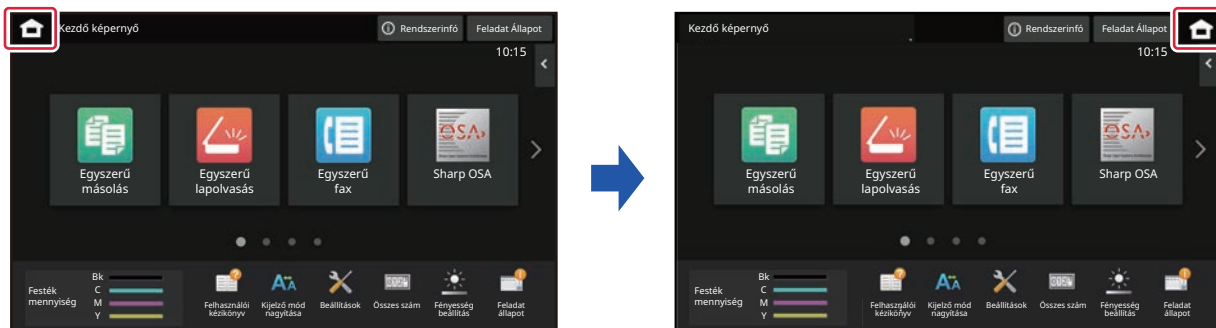 Kezdő képernyő
Rendszerinfó
Feladat Állapot
10:15
Egyszerű
másolás
Egyszerű
lapolvasás
Egyszerű
fax
OSA
Sharp OSA
Festék
mennyiség
Bk
C
M
Y
Felhasználói
kézikönyv
Kijelző mód
nagyítása
Beállítások
Összes szám
Fényesség
beállítás
Feladat
állapot
Kezdő képernyő
Rendszerinfó
Feladat Állapot
10:15
Egyszerű
másolás
Egyszerű
lapolvasás
Egyszerű
fax
OSA
Sharp OSA
Festék
mennyiség
Bk
C
M
Y
Felhasználói
kézikönyv
Kijelző mód
nagyítása
Beállítások
Összes szám
Fényesség
beállítás
Feladat
állapot